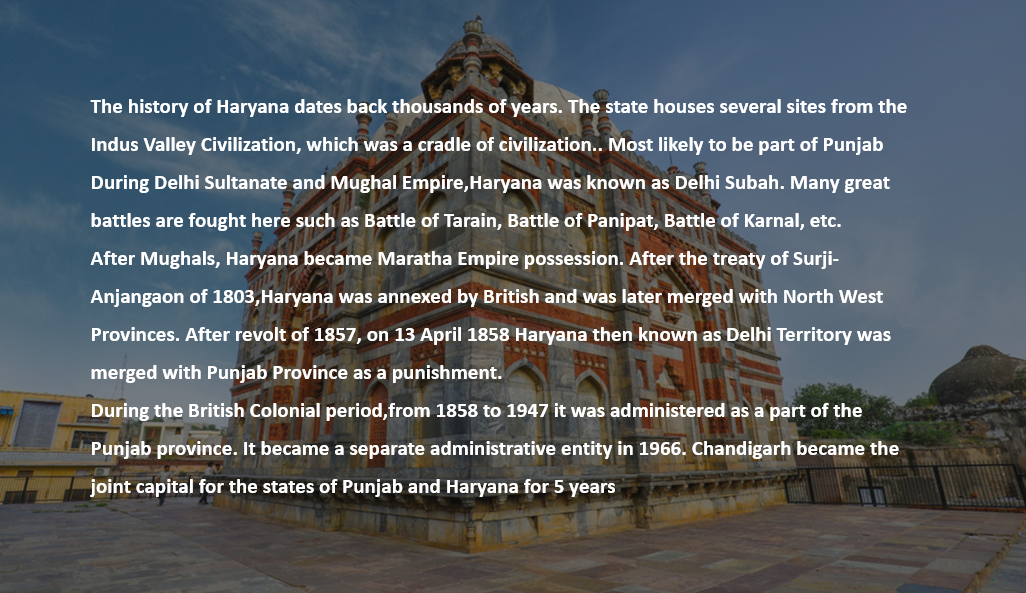 The history of Haryana dates back thousands of years. The state houses several sites from the
Indus Valley Civilization, which was a cradle of civilization.. Most likely to be part of Punjab
During Delhi Sultanate and Mughal Empire,Haryana was known as Delhi Subah. Many great
battles are fought here such as Battle of Tarain, Battle of Panipat, Battle of Karnal, etc.
After Mughals, Haryana became Maratha Empire possession. After the treaty of Surji-
Anjangaon of 1803,Haryana was annexed by British and was later merged with North West
Provinces. After revolt of 1857, on 13 April 1858 Haryana then known as Delhi Territory was
merged with Punjab Province as a punishment.
During the British Colonial period,from 1858 to 1947 it was administered as a part of the
Punjab province. It became a separate administrative entity in 1966. Chandigarh became the
joint capital for the states of Punjab and Haryana for 5 years